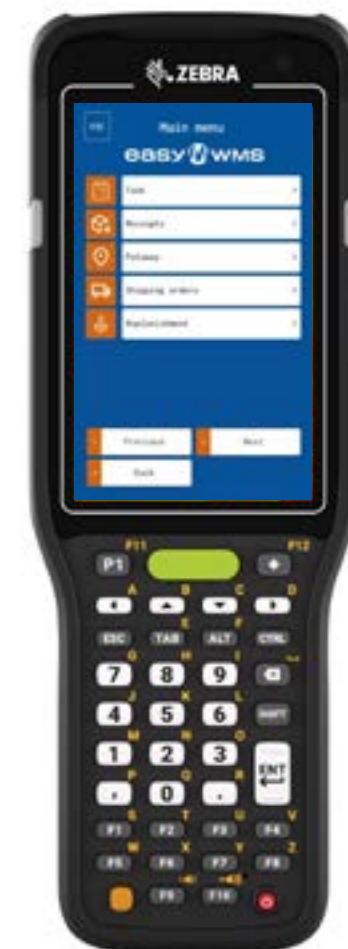 ZEBRA
Main menu
easy WMS
Task
Receipts
Putaway
Shipping orders
Replenishment
Previous
Next
Back
F11
F12
P1
A
B
C
D
E
F
ESC
TAB
ALT
CTRL
G
H
I
7
8
9
J
K
L
4
5
6
SHIFT
M
N
O
1
2
3
ENT
P
Q
R
,
0
.
S
T
U
V
F1
F2
F3
F4
W
X
Y
Z
F5
F6
F7
F8
F9
F10